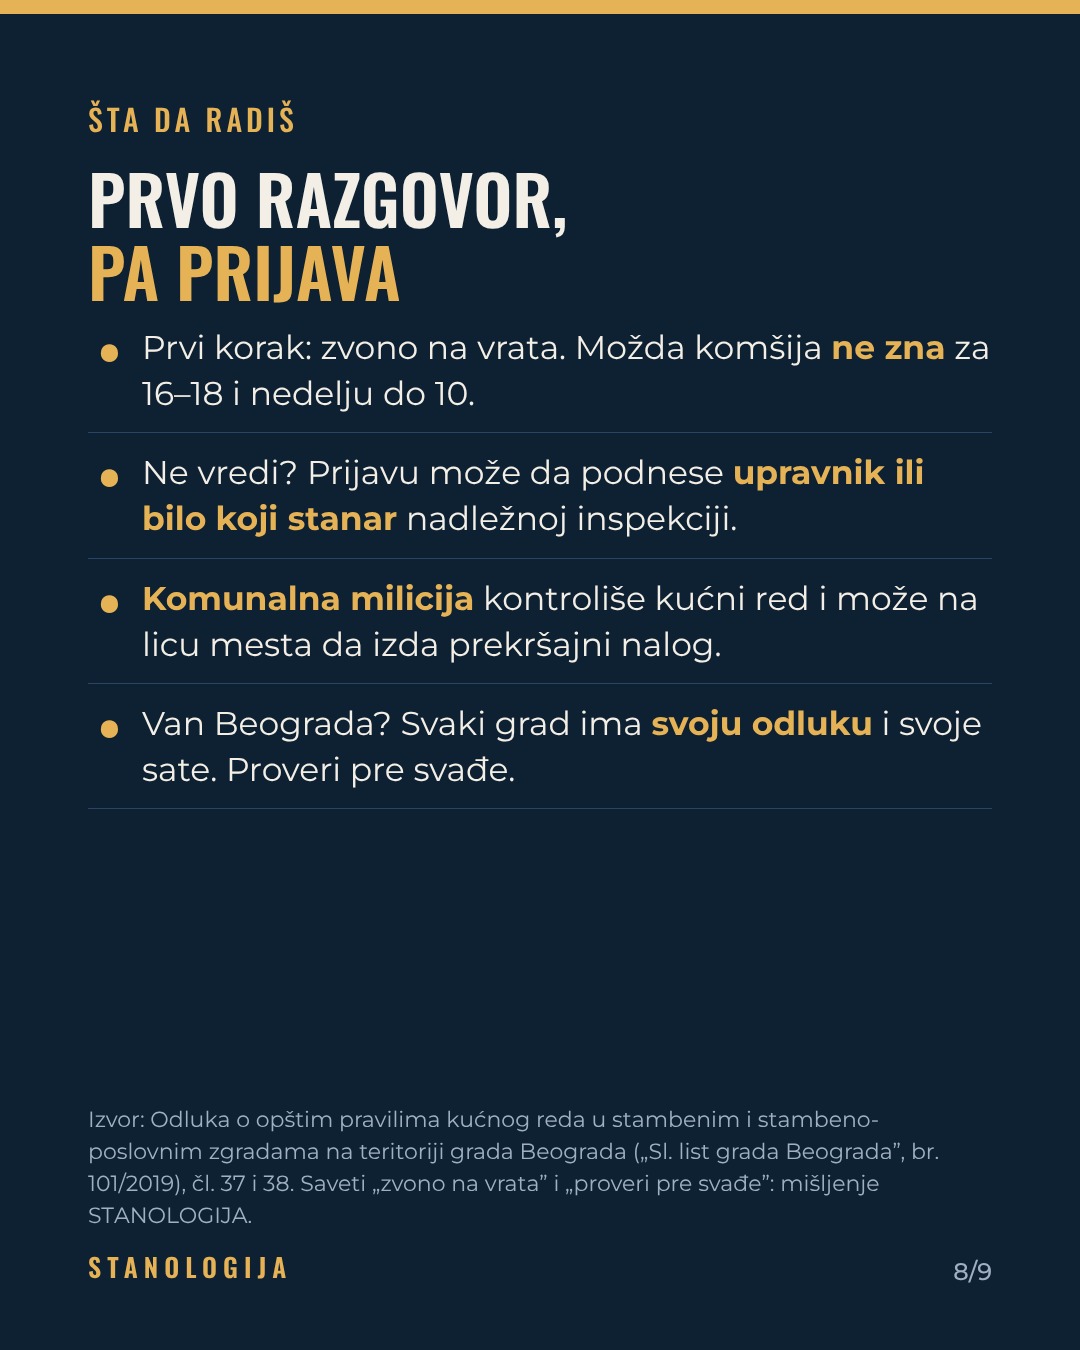 ŠTA DA RADIŠ
PRVO RAZGOVOR,
PA PRIJAVA
Prvi korak: zvono na vrata. Možda komšija ne zna za
16–18 i nedelju do 10.
Ne vredi? Prijavu može da podnese upravnik ili
bilo koji stanar nadležnoj inspekciji.
Komunalna milicija kontroliše kućni red i može na
licu mesta da izda prekršajni nalog.
Van Beograda? Svaki grad ima svoju odluku i svoje
sate. Proveri pre svađe.
Izvor: Odluka o opštim pravilima kućnog reda u stambenim i stambeno-
poslovnim zgradama na teritoriji grada Beograda („Sl. list grada Beograda”, br.
101/2019), čl. 37 i 38. Saveti „zvono na vrata” i „proveri pre svađe”: mišljenje
STANOLOGIJA.
STANOLOGIJA
8/9